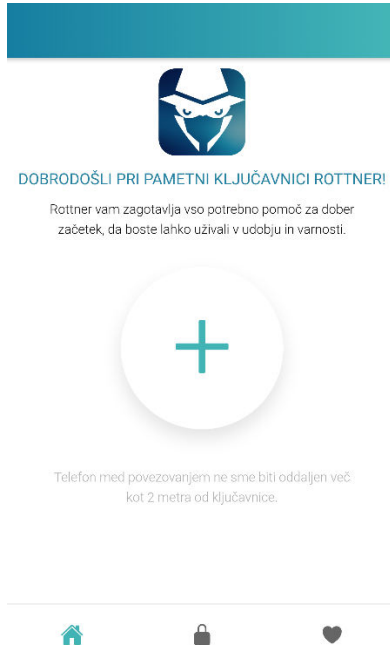 DOBRODOŠLI PRI PAMETNI KLJUČAVNICI ROTTNER!
Rottner vam zagotavlja vso potrebno pomoč za dober
začetek, da boste lahko uživali v udobju in varnosti.
Telefon med povezovanjem ne sme biti oddaljen več
kot 2 metra od ključavnice.